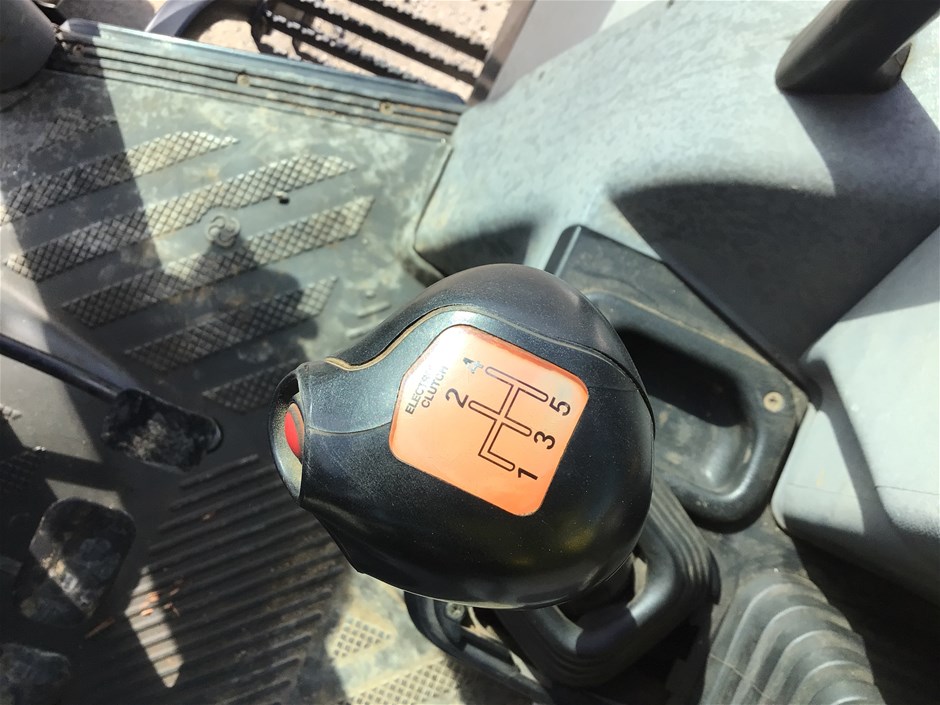 ELECTRIC
CLUTCH
2 4
1 3 5